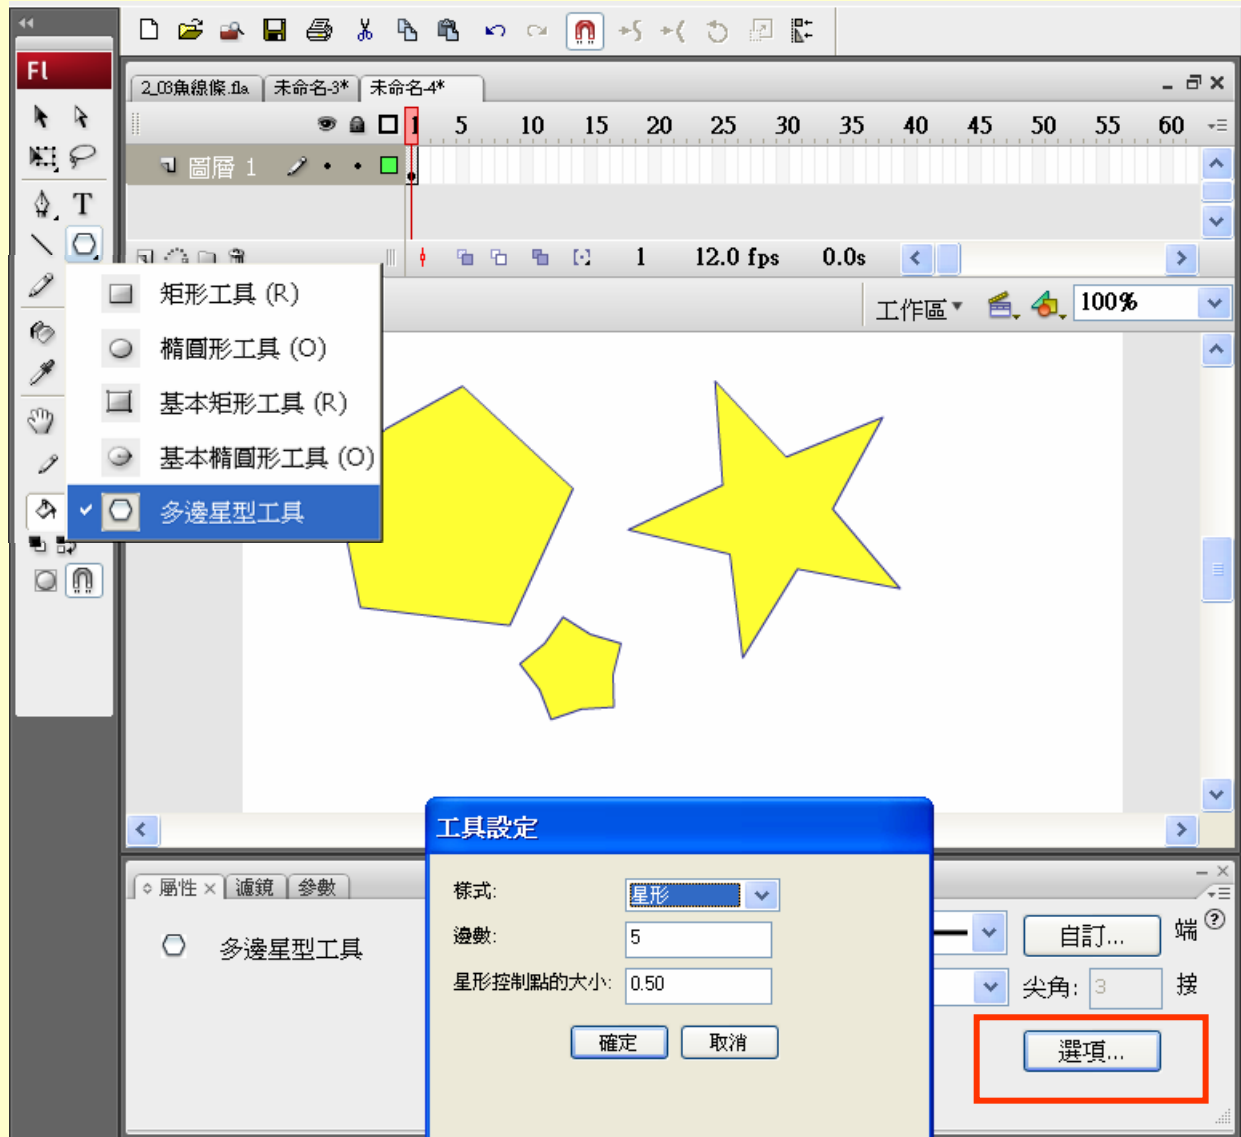 Fl
2_03魚線條.fla 未命名-3* 未命名-4*
1 5 10 15 20 25 30 35 40 45 50 55 60
圖層 1
T
1 12.0 fps 0.0s
工作區 100%
矩形工具 (R)
橢圓形工具 (O)
基本矩形工具 (R)
基本橢圓形工具 (O)
多邊星型工具
工具設定
樣式: 星形
邊數: 5
星形控制點的大小: 0.50
確定 取消
屬性 濾鏡 參數
多邊星型工具
自訂... 端
尖角: 3 接
選項...